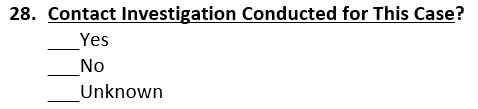 28. Contact Investigation Conducted for This Case?
___Yes
___No
___Unknown